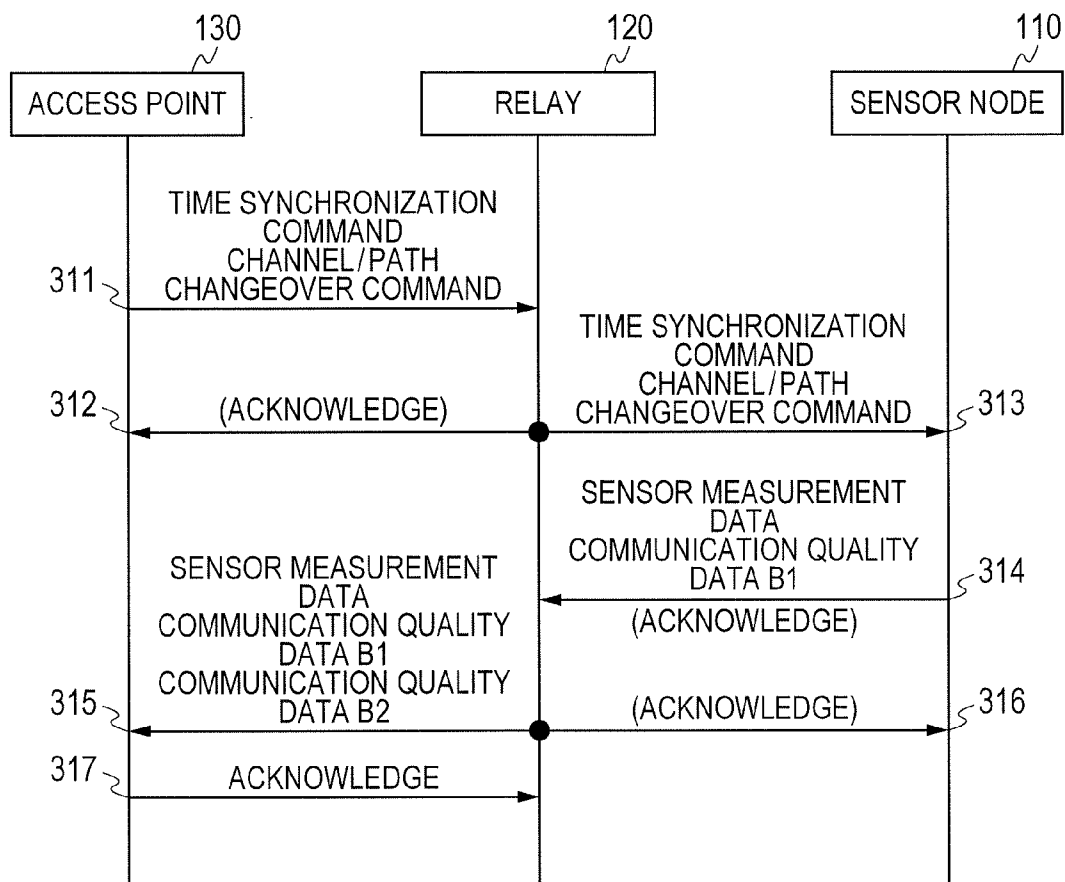 130
120
110
ACCESS POINT
RELAY
SENSOR NODE
TIME SYNCHRONIZATION
COMMAND
CHANNEL/PATH
CHANGEOVER COMMAND
311
TIME SYNCHRONIZATION
COMMAND
CHANNEL/PATH
CHANGEOVER COMMAND
312
(ACKNOWLEDGE)
313
SENSOR MEASUREMENT
DATA
COMMUNICATION QUALITY
DATA B1
314
(ACKNOWLEDGE)
SENSOR MEASUREMENT
DATA
COMMUNICATION QUALITY
DATA B1
COMMUNICATION QUALITY
DATA B2
315
(ACKNOWLEDGE)
316
317
ACKNOWLEDGE